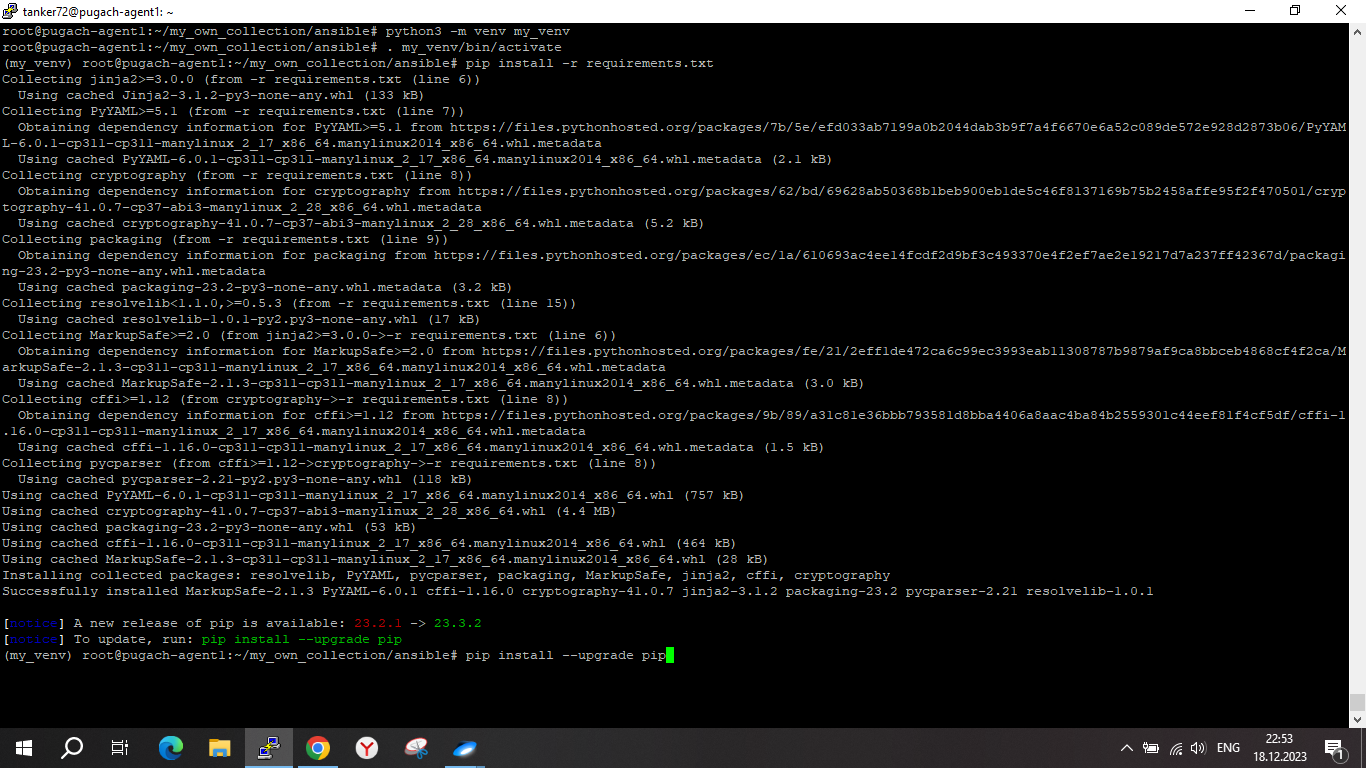 tanker72@pugach-agent1: ~
root@pugach-agent1:~/my_own_collection/ansible# python3 -m venv my_venv
root@pugach-agent1:~/my_own_collection/ansible# . my_venv/bin/activate
(my_venv) root@pugach-agent1:~/my_own_collection/ansible# pip install -r requirements.txt
Collecting jinja2>=3.0.0 (from -r requirements.txt (line 6))
  Using cached Jinja2-3.1.2-py3-none-any.whl (133 kB)
Collecting PyYAML>=5.1 (from -r requirements.txt (line 7))
  Obtaining dependency information for PyYAML>=5.1 from https://files.pythonhosted.org/packages/7b/5e/efd033ab7199a0b2044dab3b9f7a4f6670e6a52c089de572e928d2873b06/PyYAM
L-6.0.1-cp311-cp311-manylinux_2_17_x86_64.manylinux2014_x86_64.whl.metadata
  Using cached PyYAML-6.0.1-cp311-cp311-manylinux_2_17_x86_64.manylinux2014_x86_64.whl.metadata (2.1 kB)
Collecting cryptography (from -r requirements.txt (line 8))
  Obtaining dependency information for cryptography from https://files.pythonhosted.org/packages/62/bd/69628ab50368b1beb900eb1de5c46f8137169b75b2458affe95f2f470501/cryp
tography-41.0.7-cp37-abi3-manylinux_2_28_x86_64.whl.metadata
  Using cached cryptography-41.0.7-cp37-abi3-manylinux_2_28_x86_64.whl.metadata (5.2 kB)
Collecting packaging (from -r requirements.txt (line 9))
  Obtaining dependency information for packaging from https://files.pythonhosted.org/packages/ec/1a/610693ac4ee14fcdf2d9bf3c493370e4f2ef7ae2e19217d7a237ff42367d/packagi
ng-23.2-py3-none-any.whl.metadata
  Using cached packaging-23.2-py3-none-any.whl.metadata (3.2 kB)
Collecting resolvelib<1.1.0,>=0.5.3 (from -r requirements.txt (line 15))
  Using cached resolvelib-1.0.1-py2.py3-none-any.whl (17 kB)
Collecting MarkupSafe>=2.0 (from jinja2>=3.0.0->-r requirements.txt (line 6))
  Obtaining dependency information for MarkupSafe>=2.0 from https://files.pythonhosted.org/packages/fe/21/2eff1de472ca6c99ec3993eab11308787b9879af9ca8bbceb4868cf4f2ca/M
arkupSafe-2.1.3-cp311-cp311-manylinux_2_17_x86_64.manylinux2014_x86_64.whl.metadata
  Using cached MarkupSafe-2.1.3-cp311-cp311-manylinux_2_17_x86_64.manylinux2014_x86_64.whl.metadata (3.0 kB)
Collecting cffi>=1.12 (from cryptography->-r requirements.txt (line 8))
  Obtaining dependency information for cffi>=1.12 from https://files.pythonhosted.org/packages/9b/89/a31c81e36bbb793581d8bba4406a8aac4ba84b2559301c44eef81f4cf5df/cffi-1
.16.0-cp311-cp311-manylinux_2_17_x86_64.manylinux2014_x86_64.whl.metadata
  Using cached cffi-1.16.0-cp311-cp311-manylinux_2_17_x86_64.manylinux2014_x86_64.whl.metadata (1.5 kB)
Collecting pycparser (from cffi>=1.12->cryptography->-r requirements.txt (line 8))
  Using cached pycparser-2.21-py2.py3-none-any.whl (118 kB)
Using cached PyYAML-6.0.1-cp311-cp311-manylinux_2_17_x86_64.manylinux2014_x86_64.whl (757 kB)
Using cached cryptography-41.0.7-cp37-abi3-manylinux_2_28_x86_64.whl (4.4 MB)
Using cached packaging-23.2-py3-none-any.whl (53 kB)
Using cached cffi-1.16.0-cp311-cp311-manylinux_2_17_x86_64.manylinux2014_x86_64.whl (464 kB)
Using cached MarkupSafe-2.1.3-cp311-cp311-manylinux_2_17_x86_64.manylinux2014_x86_64.whl (28 kB)
Installing collected packages: resolvelib, PyYAML, pycparser, packaging, MarkupSafe, jinja2, cffi, cryptography
Successfully installed MarkupSafe-2.1.3 PyYAML-6.0.1 cffi-1.16.0 cryptography-41.0.7 jinja2-3.1.2 packaging-23.2 pycparser-2.21 resolvelib-1.0.1
[notice] A new release of pip is available: 23.2.1 -> 23.3.2
[notice] To update, run: pip install --upgrade pip
(my_venv) root@pugach-agent1:~/my_own_collection/ansible# pip install --upgrade pip
ENG
22:53
18.12.2023
1